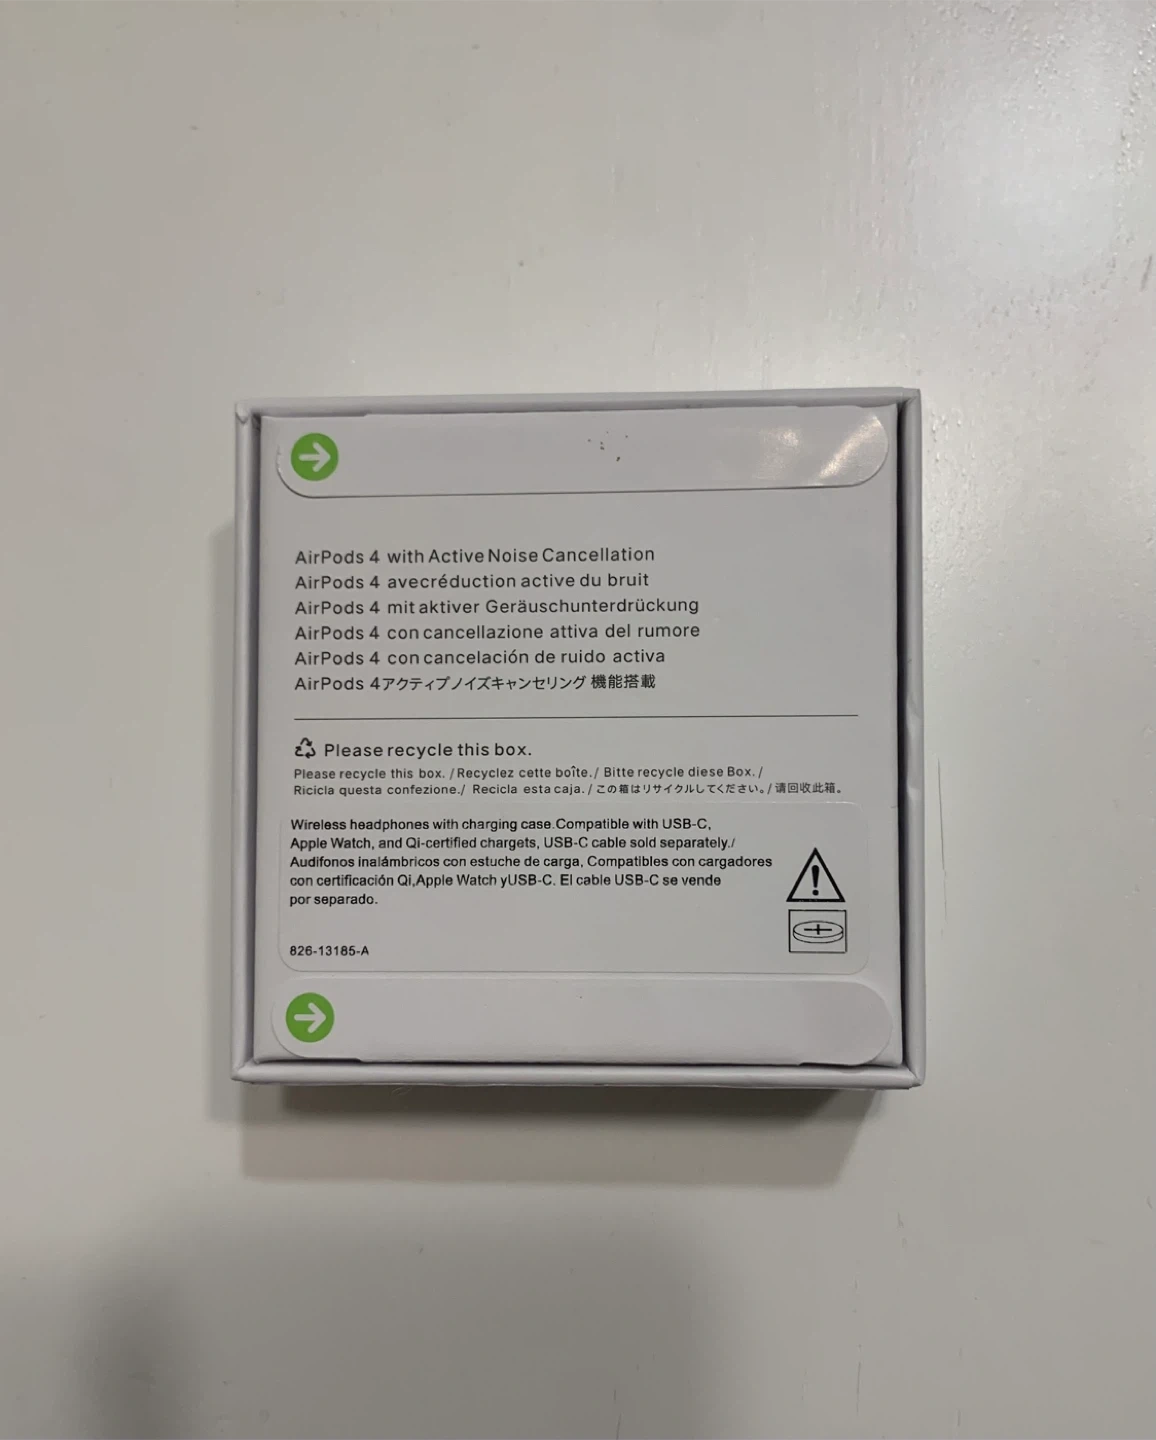 AirPods 4 with Active Noise Cancellation
AirPods 4 avecréduction active du bruit
AirPods 4 mit aktiver Geräuschunterdrückung
AirPods 4 con cancellazione attiva del rumore
AirPods 4 con cancelación de ruido activa
AirPods 4アクティブノイズキャンセリング 機能搭載
Please recycle this box.
Please recycle this box. / Recyclez cette boîte./ Bitte recycle diese Box. /
Ricicla questa confezione./ Recicla esta caja. / この箱はリサイクルしてください。/ 请回收此箱。
Wireless headphones with charging case.Compatible with USB-C,
Apple Watch, and Qi-certified chargets, USB-C cable sold separately./
Audifonos inalámbricos con estuche de carga, Compatibles con cargadores
con certificación Qi,Apple Watch yUSB-C. El cable USB-C se vende
por separado.
826-13185-A